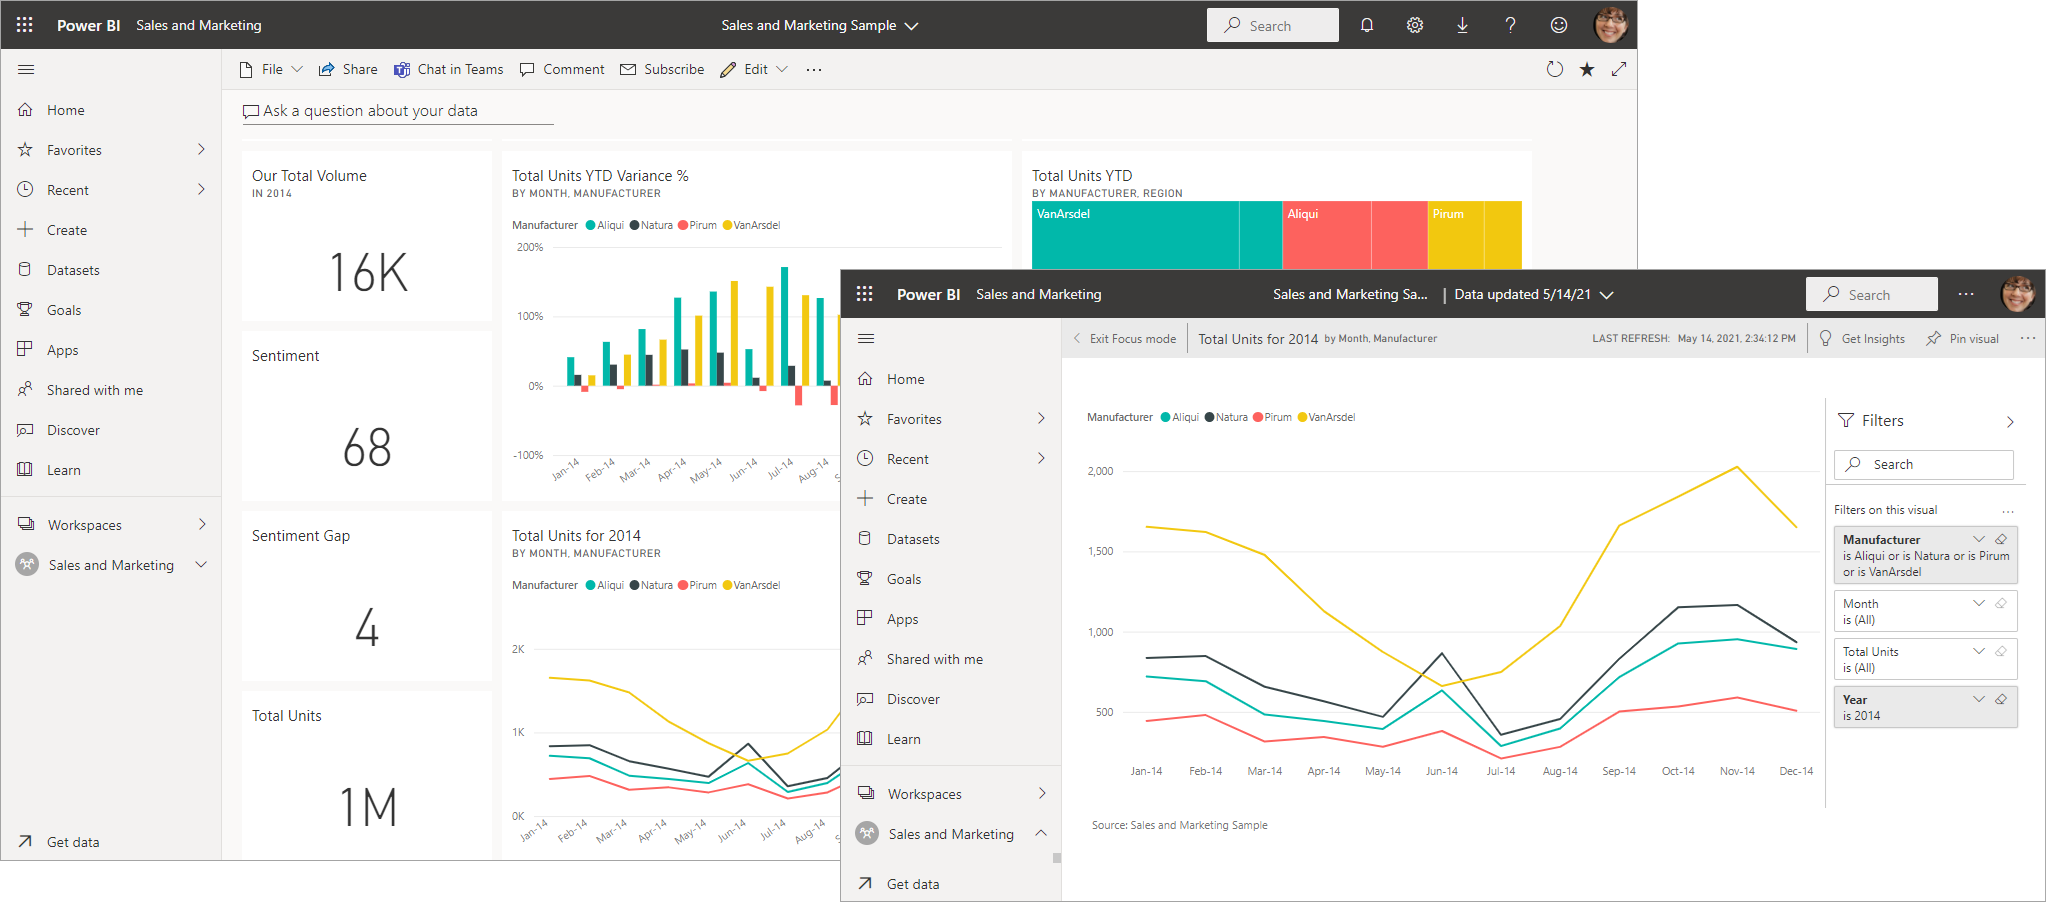 Power BI Sales and Marketing
Sales and Marketing Sample
Search
File Share Chat in Teams Comment Subscribe Edit
Home
Favorites
Recent
Create
Datasets
Goals
Apps
Shared with me
Discover
Learn
Workspaces
Sales and Marketing
Get data
Ask a question about your data
Our Total Volume
IN 2014
16K
Sentiment
68
Sentiment Gap
4
Total Units
1M
Total Units YTD Variance %
BY MONTH, MANUFACTURER
Manufacturer Aliqui Natura Pirum VanArsdel
200%
100%
0%
-100%
Jan-14 Feb-14 Mar-14 Apr-14 May-14 Jun-14 Jul-14 Aug-14
Total Units YTD
BY MANUFACTURER, REGION
VanArsdel Aliqui Pirum
Total Units for 2014
BY MONTH, MANUFACTURER
Manufacturer Aliqui Natura Pirum VanArsdel
2K
1K
0K
Jan-14 Feb-14 Mar-14 Apr-14 May-14 Jun-14 Jul-14 Aug-14
Power BI Sales and Marketing
Sales and Marketing Sa... | Data updated 5/14/21
Search
Home
Favorites
Recent
Create
Datasets
Goals
Apps
Shared with me
Discover
Learn
Workspaces
Sales and Marketing
Get data
Exit Focus mode Total Units for 2014 by Month, Manufacturer
LAST REFRESH: May 14, 2021, 2:34:12 PM Get Insights Pin visual
Manufacturer Aliqui Natura Pirum VanArsdel
2,000
1,500
1,000
500
Jan-14 Feb-14 Mar-14 Apr-14 May-14 Jun-14 Jul-14 Aug-14 Sep-14 Oct-14 Nov-14 Dec-14
Source: Sales and Marketing Sample
Filters
Search
Filters on this visual
Manufacturer
is Aliqui or is Natura or is Pirum
or is VanArsdel
Month
is (All)
Total Units
is (All)
Year
is 2014